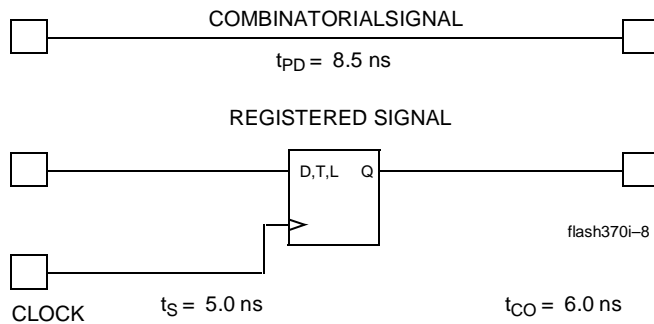 COMBINATORIALSIGNAL
tPD = 8.5 ns
REGISTERED SIGNAL
D,T,L Q
flash370i–8
CLOCK
tS = 5.0 ns
tCO = 6.0 ns